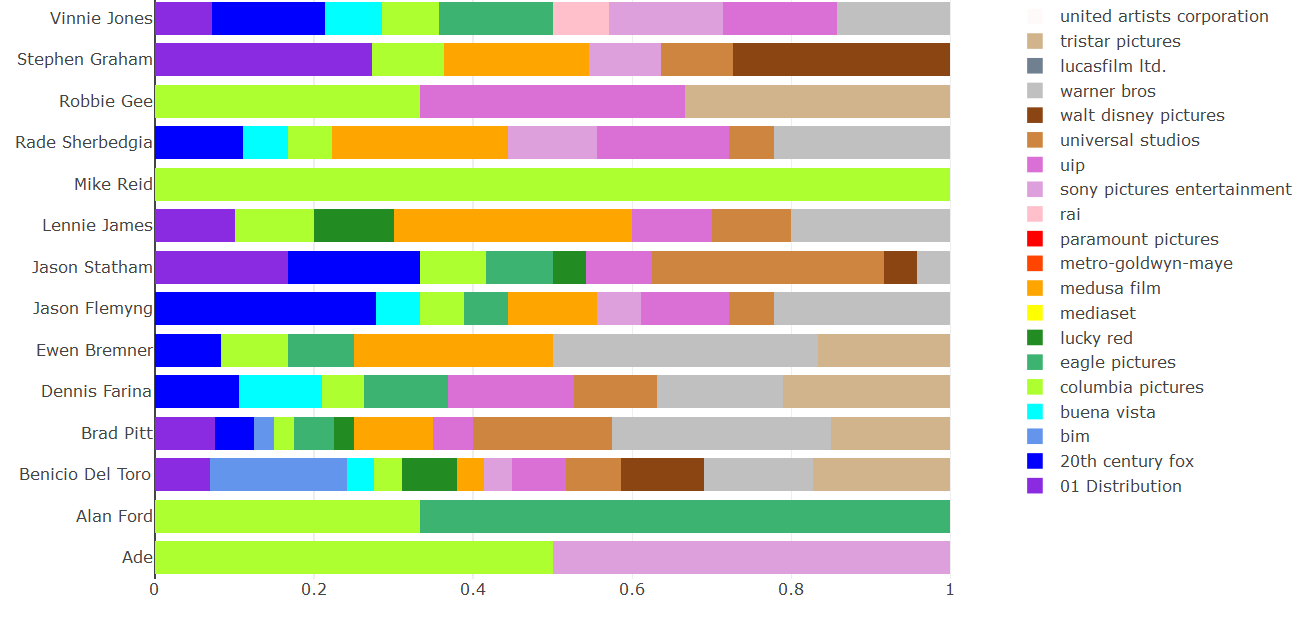 Vinnie Jones
Stephen Graham
Robbie Gee
Rade Sherbedgia
Mike Reid
Lennie James
Jason Statham
Jason Flemyng
Ewen Bremner
Dennis Farina
Brad Pitt
Benicio Del Toro
Alan Ford
Ade
0 0.2 0.4 0.6 0.8 1
united artists corporation
tristar pictures
lucasfilm ltd.
warner bros
walt disney pictures
universal studios
uip
sony pictures entertainment
rai
paramount pictures
metro-goldwyn-maye
medusa film
mediaset
lucky red
eagle pictures
columbia pictures
buena vista
bim
20th century fox
01 Distribution